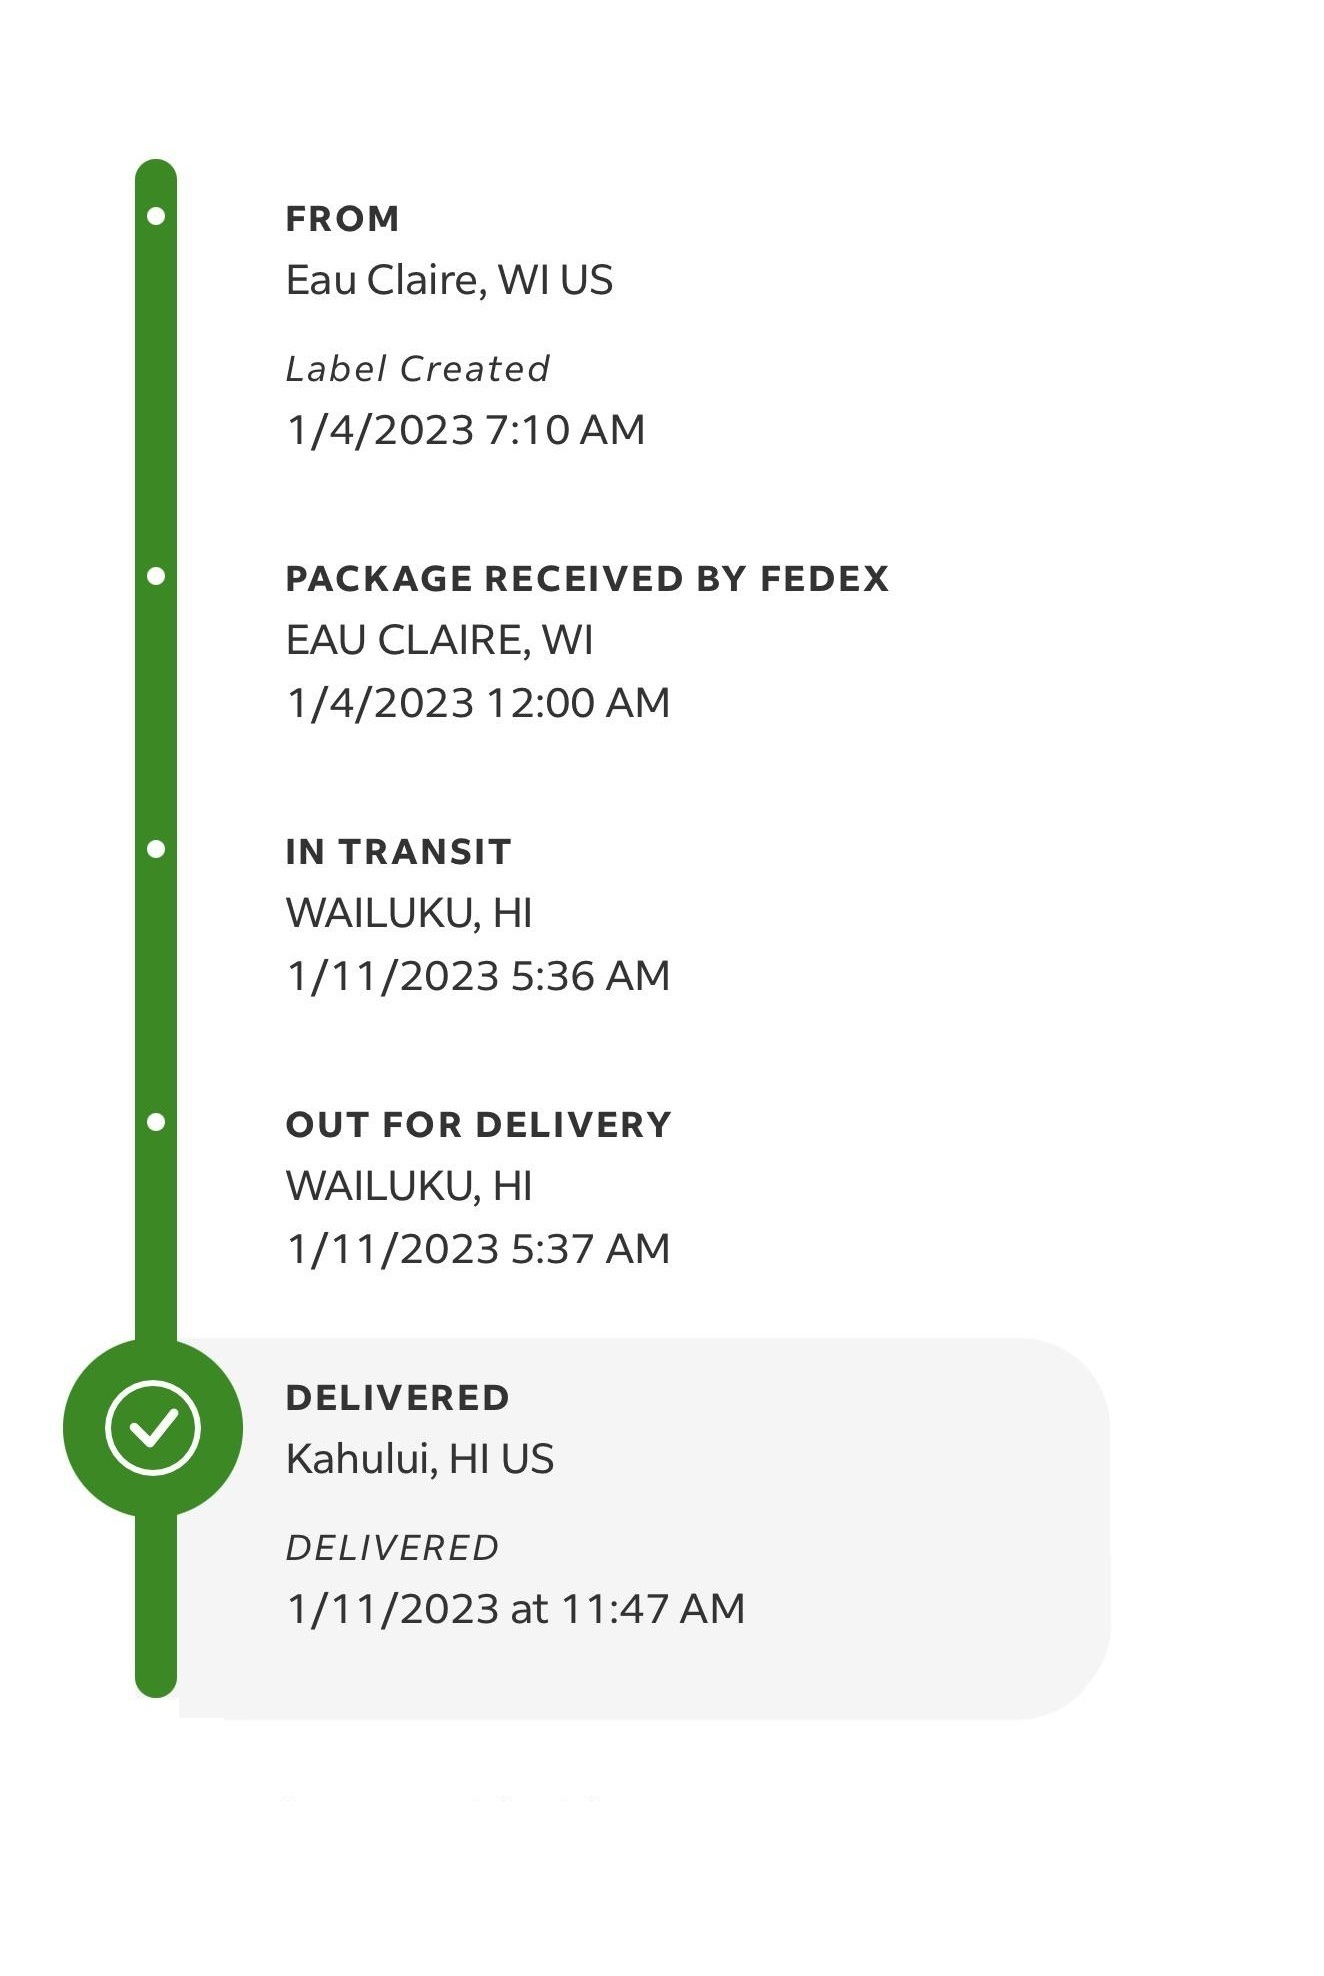 FROM
Eau Claire, WI US
Label Created
1/4/2023 7:10 AM
PACKAGE RECEIVED BY FEDEX
EAU CLAIRE, WI
1/4/2023 12:00 AM
IN TRANSIT
WAILUKU, HI
1/11/2023 5:36 AM
OUT FOR DELIVERY
WAILUKU, HI
1/11/2023 5:37 AM
DELIVERED
Kahului, HI US
DELIVERED
1/11/2023 at 11:47 AM